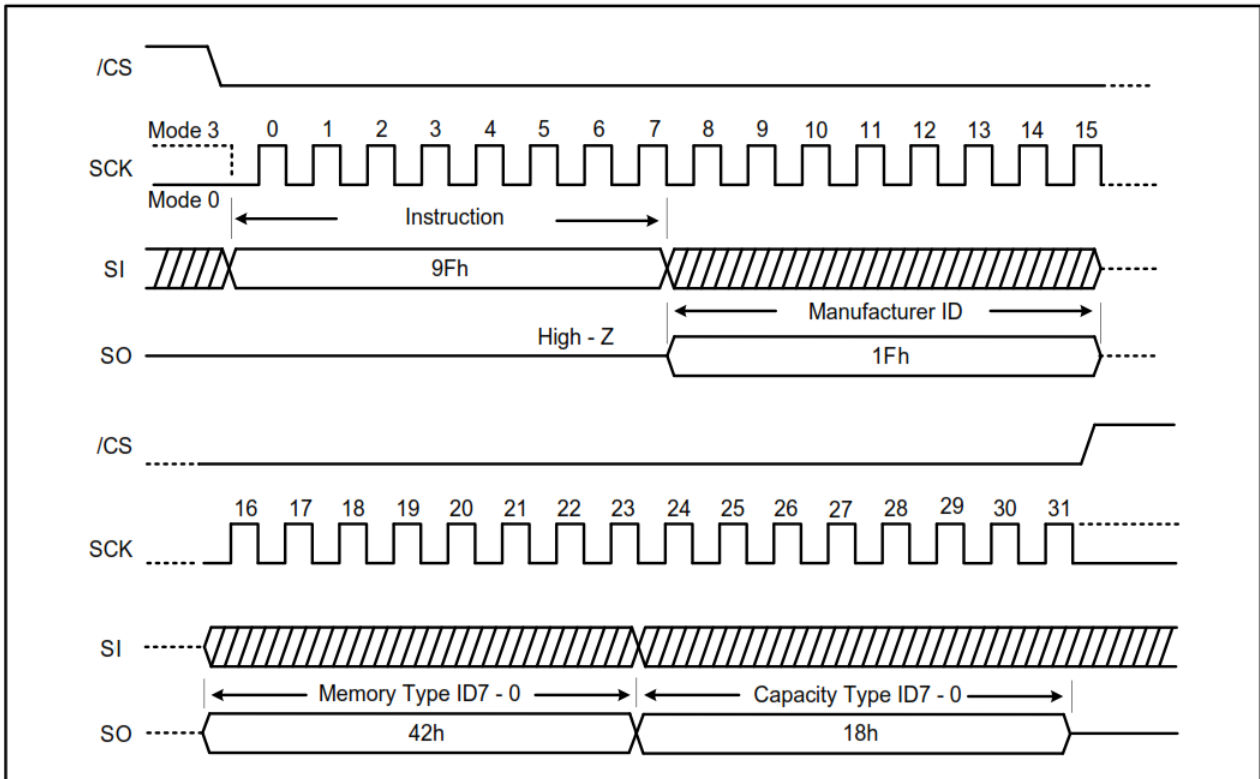 /CS
Mode 3 0 1 2 3 4 5 6 7 8 9 10 11 12 13 14 15
SCK
Mode 0
Instruction
SI 9Fh
Manufacturer ID
High - Z
SO 1Fh
/CS
16 17 18 19 20 21 22 23 24 25 26 27 28 29 30 31
SCK
SI
Memory Type ID7 - 0 Capacity Type ID7 - 0
SO 42h 18h